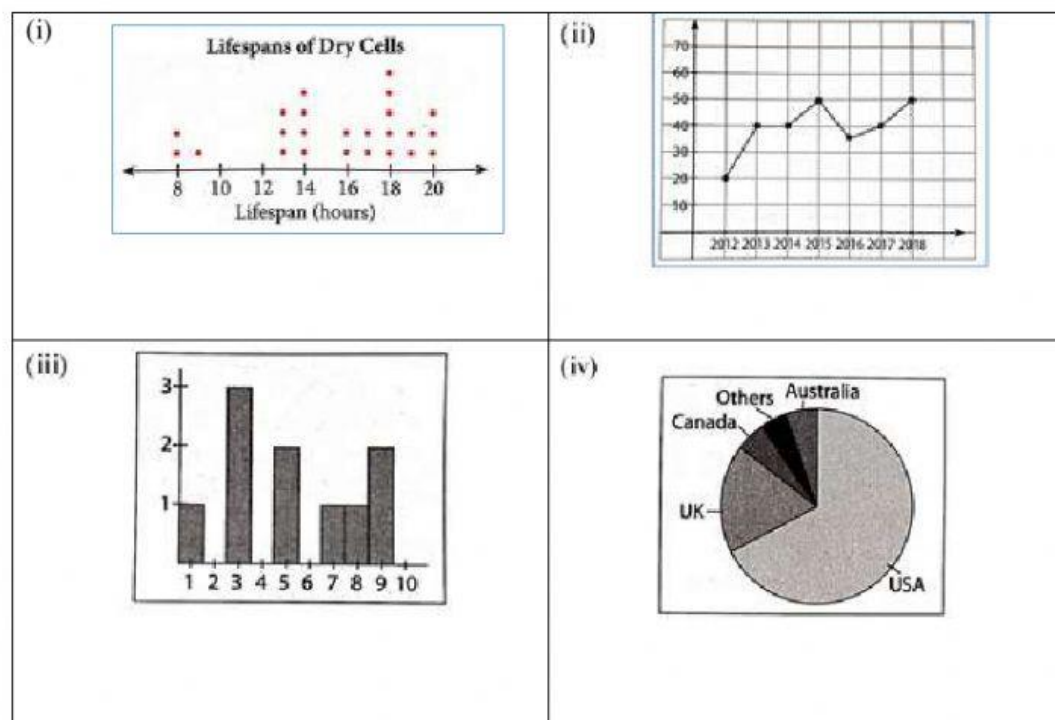 (i)
Lifespans of Dry Cells
8 10 12 14 16 18 20
Lifespan (hours)
(ii)
70
60
50
40
30
20
10
2012 2013 2014 2015 2016 2017 2018
(iii)
3
2
1
1 2 3 4 5 6 7 8 9 10
(iv)
Others Australia
Canada
UK
USA